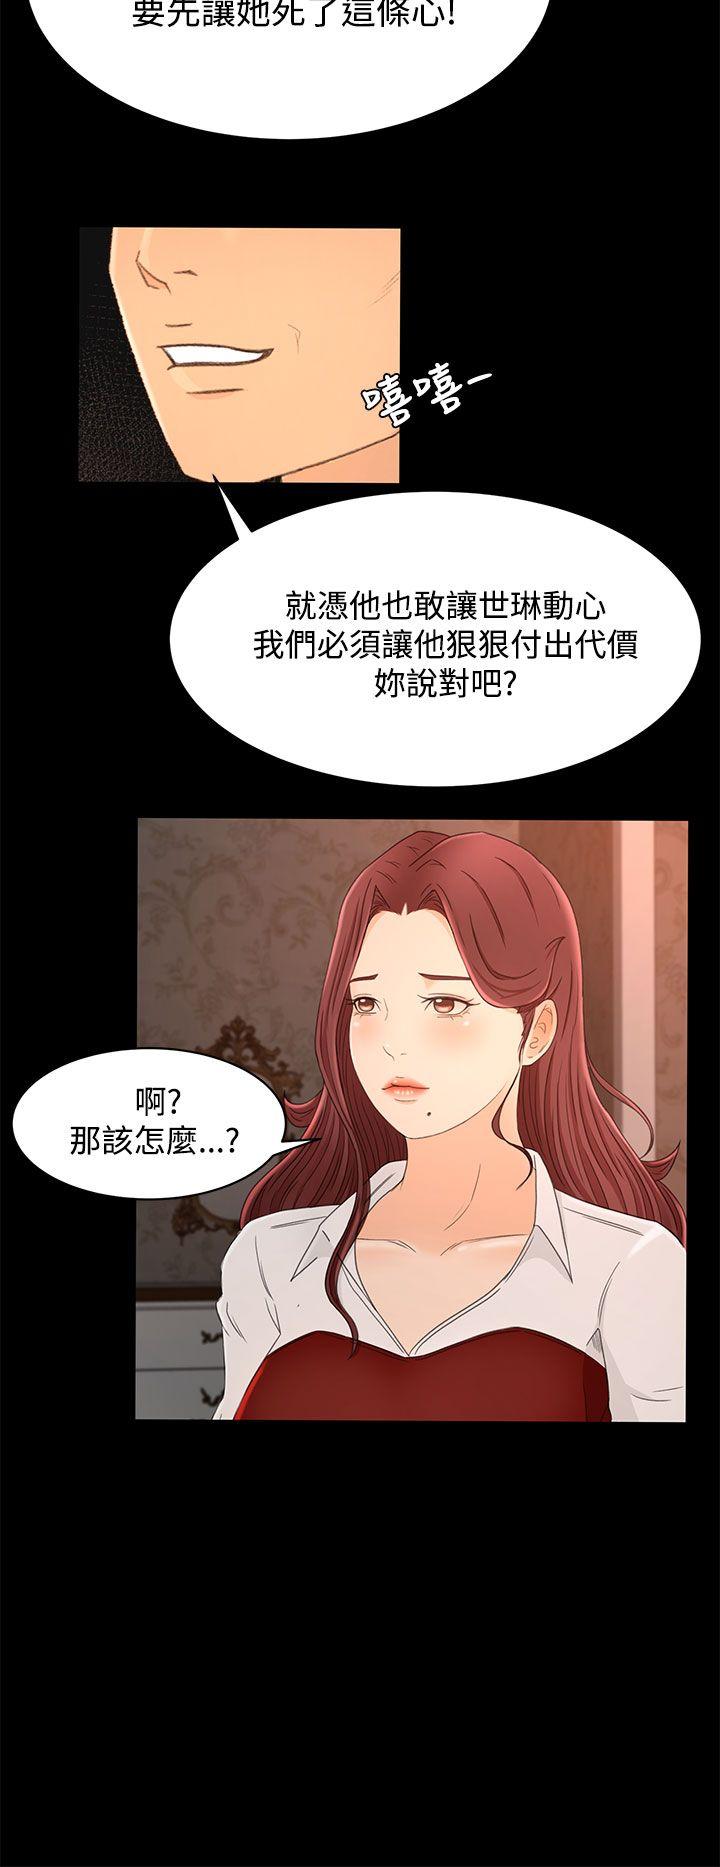 要先讓她死了這條心!
嘻嘻~
就憑他也敢讓世琳動心
我們必須讓他狠狠付出代價
妳說對吧?
啊?
那該怎麼...?